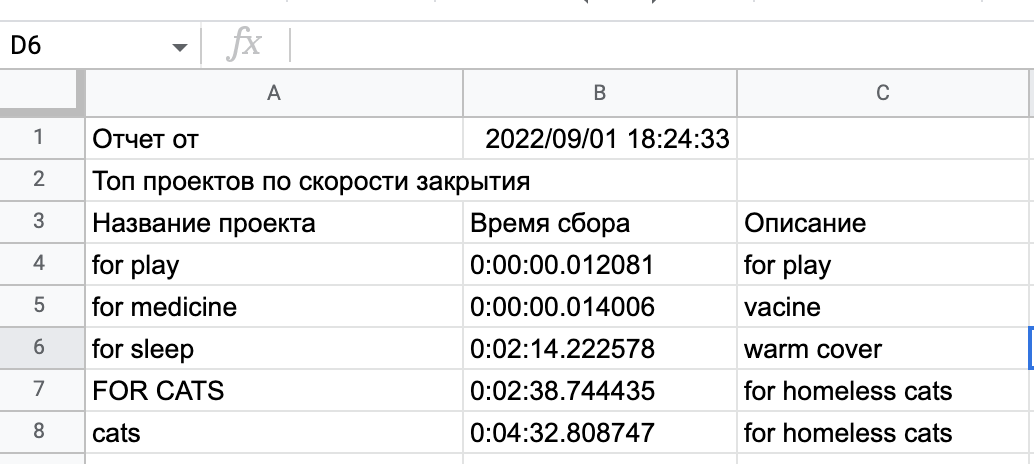 D6 fx
A B C
1 Отчет от 2022/09/01 18:24:33
2 Топ проектов по скорости закрытия
3 Название проекта Время сбора Описание
4 for play 0:00:00.012081 for play
5 for medicine 0:00:00.014006 vacine
6 for sleep 0:02:14.222578 warm cover
7 FOR CATS 0:02:38.744435 for homeless cats
8 cats 0:04:32.808747 for homeless cats